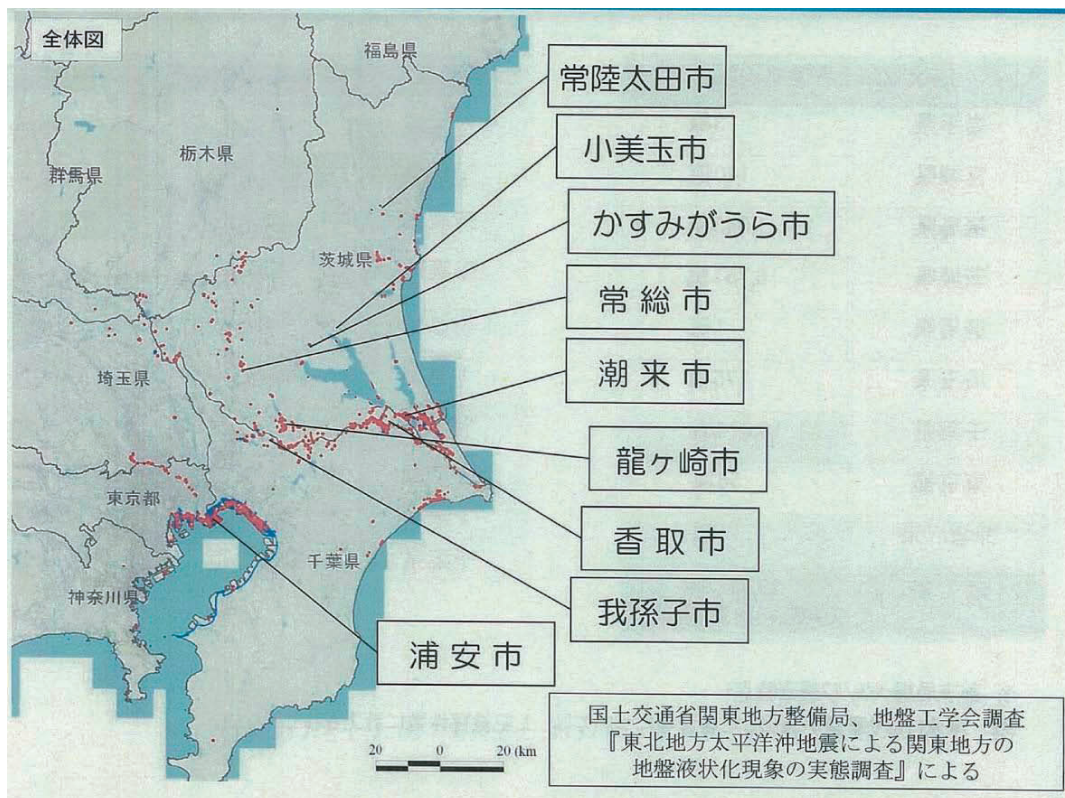 全体図
福島県
栃木県
群馬県
茨城県
埼玉県
東京都
千葉県
神奈川県
常陸太田市
小美玉市
かすみがうら市
常総市
潮来市
龍ヶ崎市
香取市
我孫子市
浦安市
20 0 20 (km
国土交通省関東地方整備局、地盤工学会調査
『東北地方太平洋沖地震による関東地方の
地盤液状化現象の実態調査』による